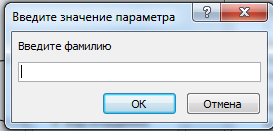 Введите значение параметра
?
Введите фамилию
ОК
Отмена